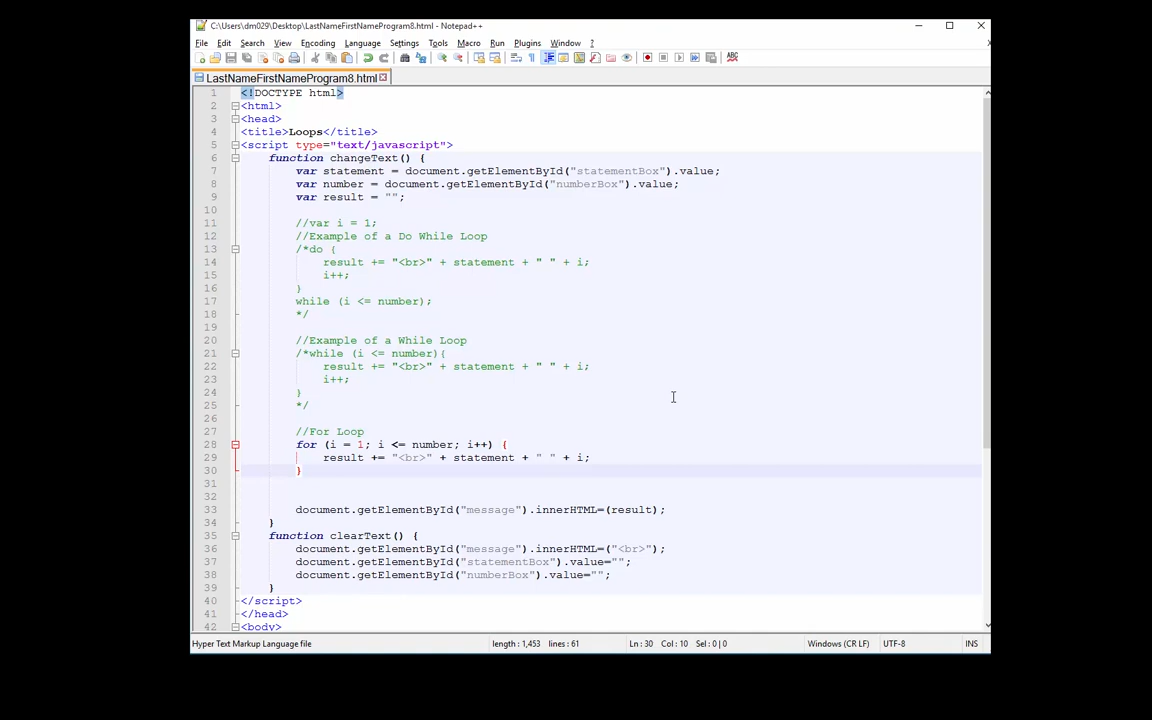 C:\Users\dm029\Desktop\LastNameFirstNameProgram8.html - Notepad++
File Edit Search View Encoding Language Settings Tools Macro Run Plugins Window ?
LastNameFirstNameProgram8.html
1 <!DOCTYPE html>
2 <html>
3 <head>
4 <title>Loops</title>
5 <script type="text/javascript">
6 function changeText() {
7 var statement = document.getElementById("statementBox").value;
8 var number = document.getElementById("numberBox").value;
9 var result = "";
10
11 //var i = 1;
12 //Example of a Do While Loop
13 /*do {
14 result += "<br>" + statement + " " + i;
15 i++;
16 }
17 while (i <= number);
18 */
19
20 //Example of a While Loop
21 /*while (i <= number){
22 result += "<br>" + statement + " " + i;
23 i++;
24 }
25 */
26
27 //For Loop
28 for (i = 1; i <= number; i++) {
29 result += "<br>" + statement + " " + i;
30 }
31
32
33 document.getElementById("message").innerHTML=(result);
34 }
35 function clearText() {
36 document.getElementById("message").innerHTML=("<br>");
37 document.getElementById("statementBox").value="";
38 document.getElementById("numberBox").value="";
39 }
40 </script>
41 </head>
42 <body>
Hyper Text Markup Language file length : 1,453 lines : 61 Ln : 30 Col : 10 Sel : 0 | 0 Windows (CR LF) UTF-8 INS